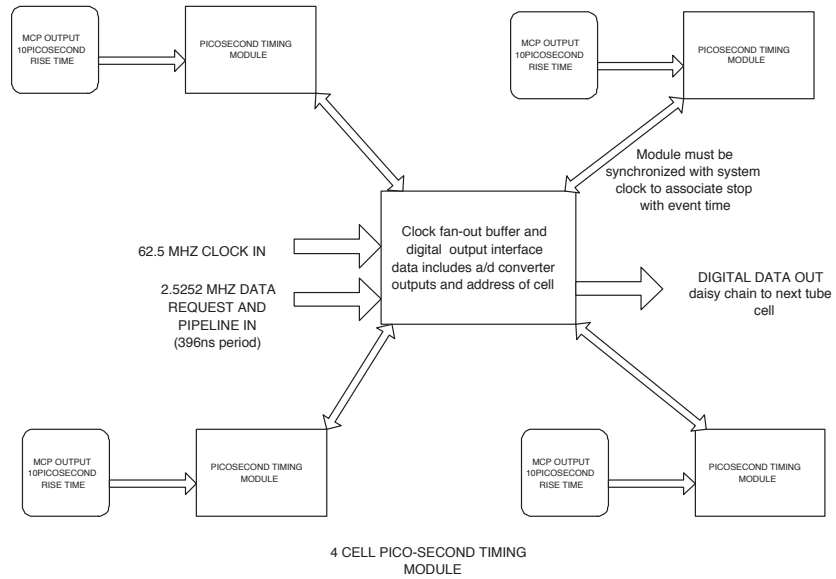 MCP OUTPUT
10PICOSECOND
RISE TIME
PICOSECOND TIMING
MODULE
MCP OUTPUT
10PICOSECOND
RISE TIME
PICOSECOND TIMING
MODULE
Module must be
synchronized with system
clock to associate stop
with event time
Clock fan-out buffer and
digital output interface
data includes a/d converter
outputs and address of cell
62.5 MHZ CLOCK IN
2.5252 MHZ DATA
REQUEST AND
PIPELINE IN
(396ns period)
DIGITAL DATA OUT
daisy chain to next tube
cell
MCP OUTPUT
10PICOSECOND
RISE TIME
PICOSECOND TIMING
MODULE
MCP OUTPUT
10PICOSECOND
RISE TIME
PICOSECOND TIMING
MODULE
4 CELL PICO-SECOND TIMING
MODULE